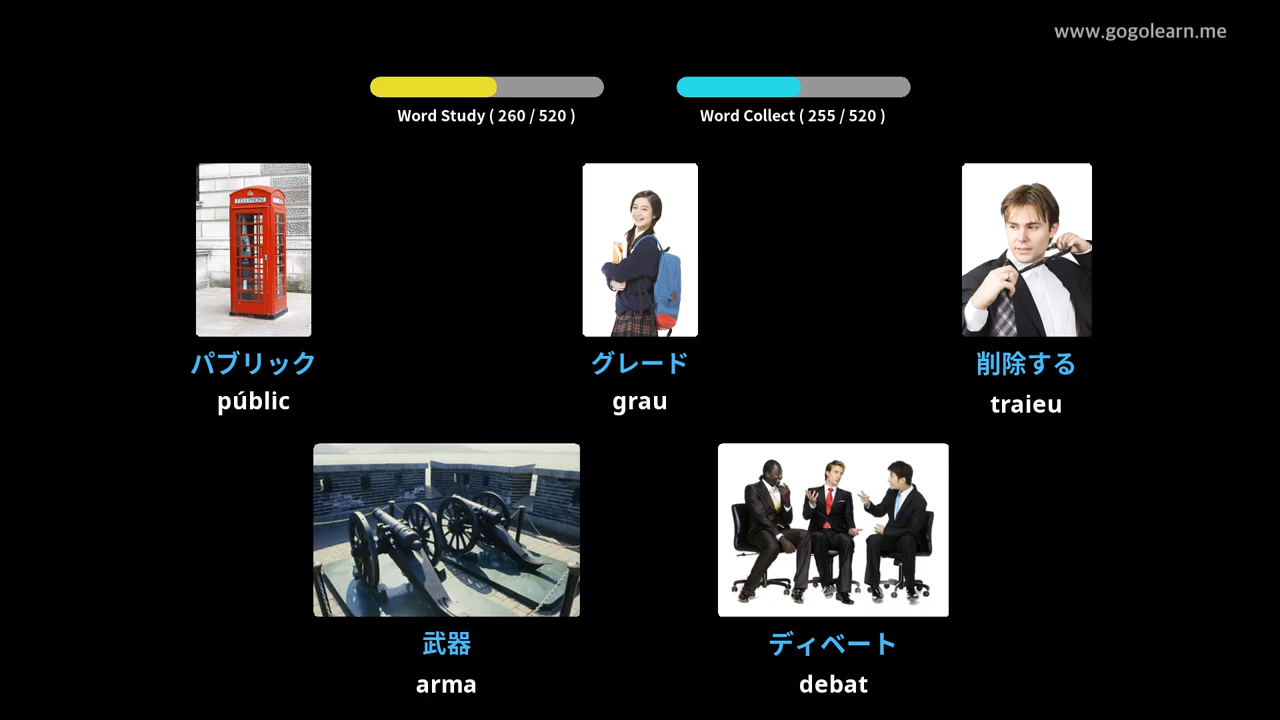 www.gogolearn.me
Word Study ( 260 / 520 )
Word Collect ( 255 / 520 )
TELEPHONE
パブリック
públic
グレード
grau
削除する
traieu
武器
arma
ディベート
debat